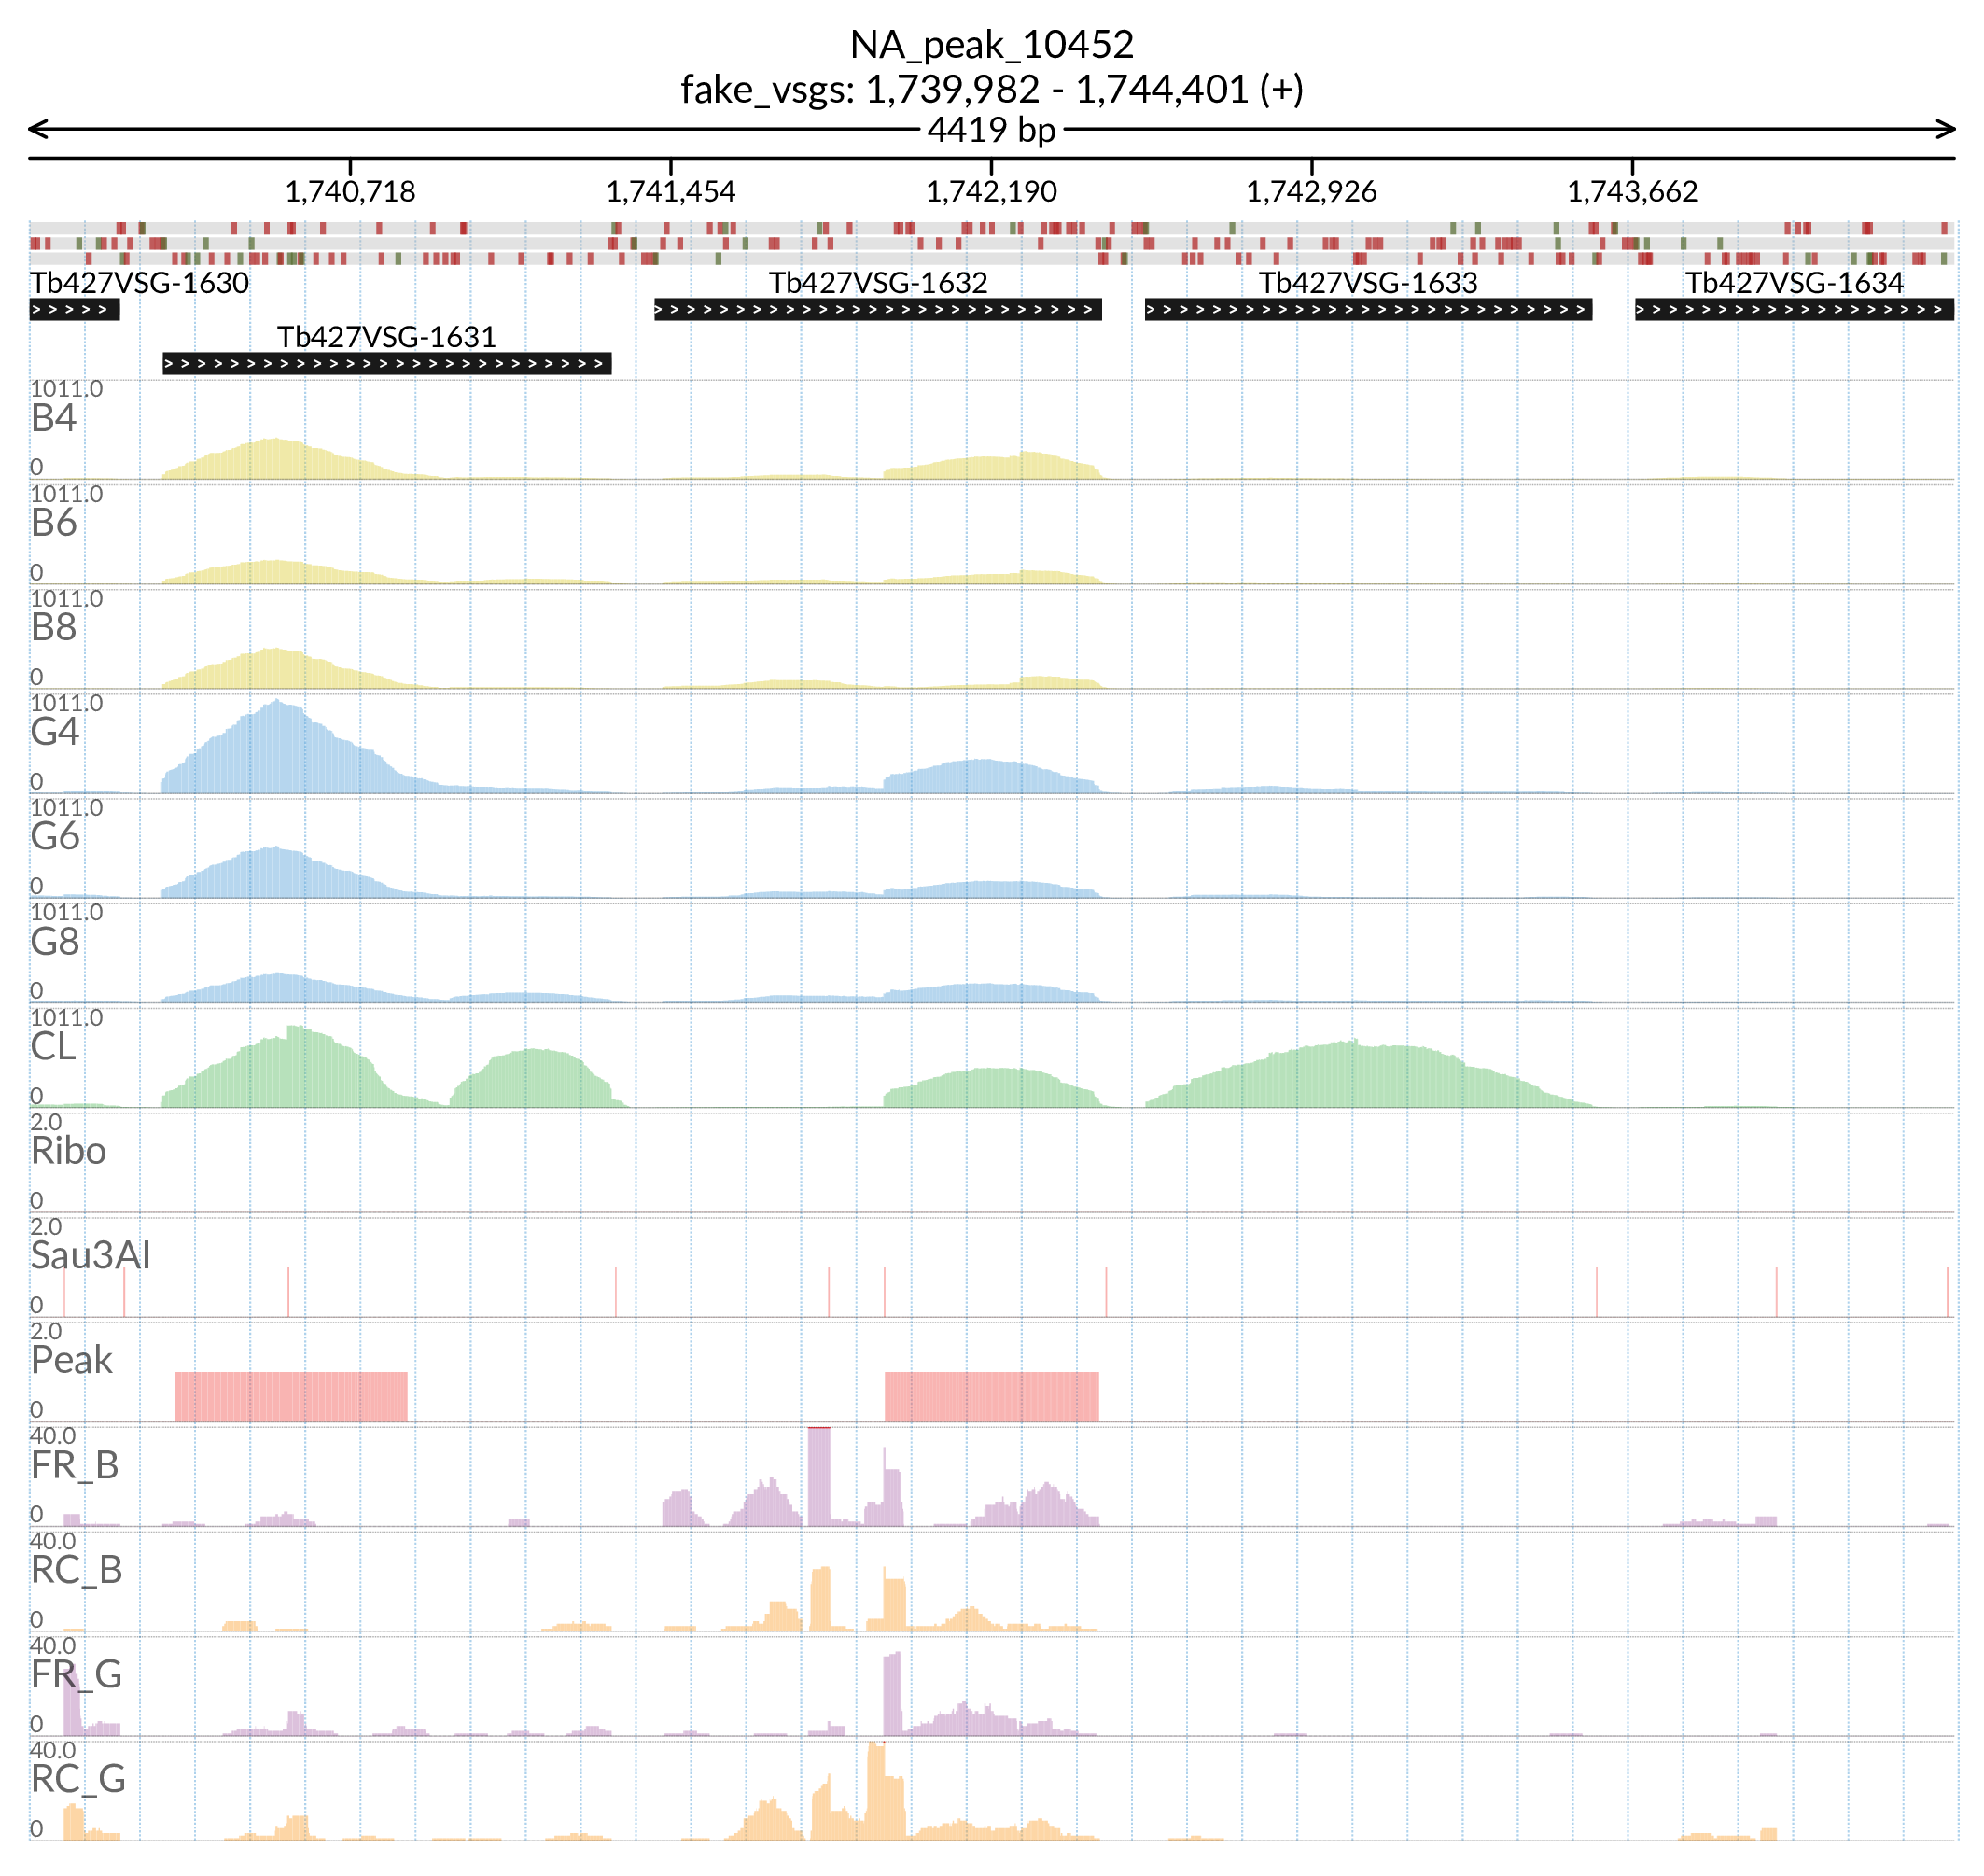 NA_peak_10452
fake_vsgs: 1,739,982 - 1,744,401 (+)
4419 bp
1,740,718 1,741,454 1,742,190 1,742,926 1,743,662
Tb427VSG-1630 Tb427VSG-1632 Tb427VSG-1633 Tb427VSG-1634
Tb427VSG-1631
1011.0
B4
0
1011.0
B6
0
1011.0
B8
0
1011.0
G4
0
1011.0
G6
0
1011.0
G8
0
1011.0
CL
0
2.0
Ribo
0
2.0
Sau3AI
0
2.0
Peak
0
40.0
FR_B
0
40.0
RC_B
0
40.0
FR_G
0
40.0
RC_G
0